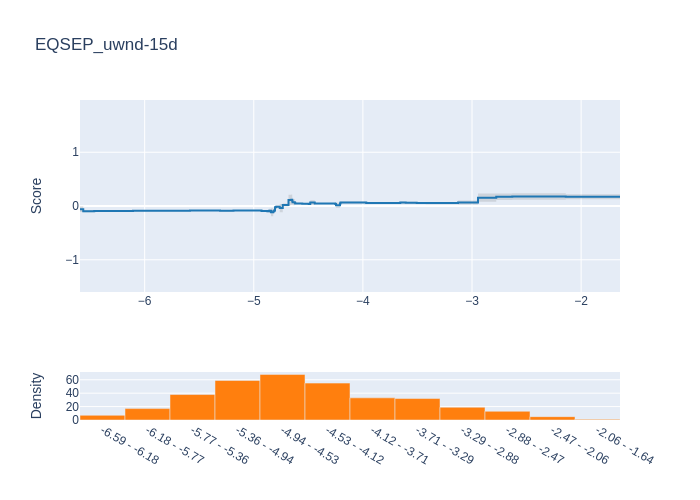 EQSEP_uwnd-15d
Score
1
0
−1
−6
−5
−4
−3
−2
Density
60
40
20
0
-6.59 - -6.18
-6.18 - -5.77
-5.77 - -5.36
-5.36 - -4.94
-4.94 - -4.53
-4.53 - -4.12
-4.12 - -3.71
-3.71 - -3.29
-3.29 - -2.88
-2.88 - -2.47
-2.47 - -2.06
-2.06 - -1.64